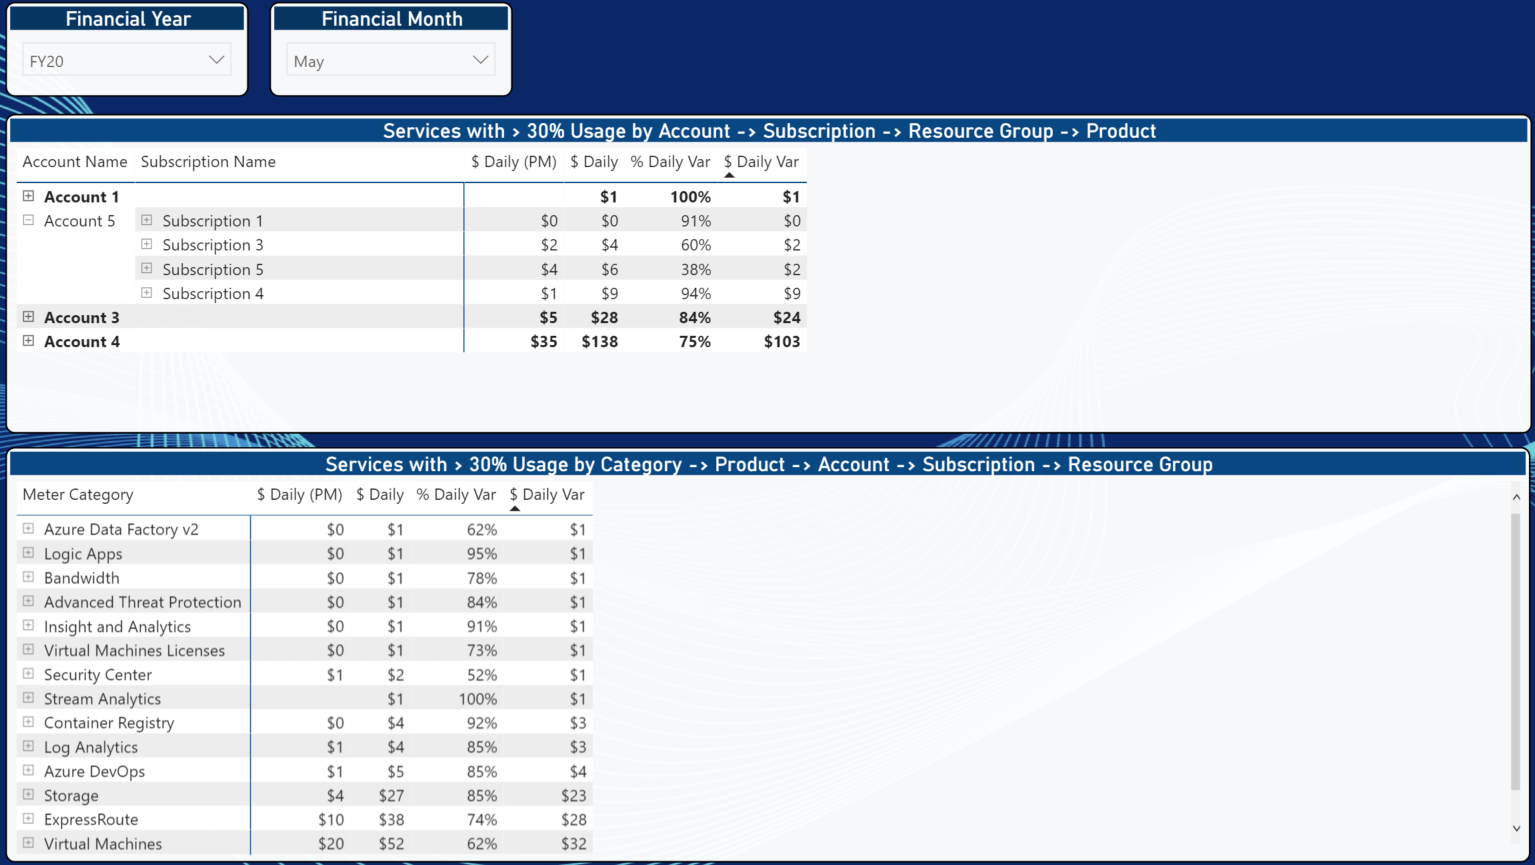 Financial Year
Financial Month
FY20
May
Services with > 30% Usage by Account -> Subscription -> Resource Group -> Product
Account Name Subscription Name $ Daily (PM) $ Daily % Daily Var $ Daily Var
Account 1 $1 100% $1
Account 5 Subscription 1 $0 $0 91% $0
Subscription 3 $2 $4 60% $2
Subscription 5 $4 $6 38% $2
Subscription 4 $1 $9 94% $9
Account 3 $5 $28 84% $24
Account 4 $35 $138 75% $103
Services with > 30% Usage by Category -> Product -> Account -> Subscription -> Resource Group
Meter Category $ Daily (PM) $ Daily % Daily Var $ Daily Var
Azure Data Factory v2 $0 $1 62% $1
Logic Apps $0 $1 95% $1
Bandwidth $0 $1 78% $1
Advanced Threat Protection $0 $1 84% $1
Insight and Analytics $0 $1 91% $1
Virtual Machines Licenses $0 $1 73% $1
Security Center $1 $2 52% $1
Stream Analytics $1 100% $1
Container Registry $0 $4 92% $3
Log Analytics $1 $4 85% $3
Azure DevOps $1 $5 85% $4
Storage $4 $27 85% $23
ExpressRoute $10 $38 74% $28
Virtual Machines $20 $52 62% $32